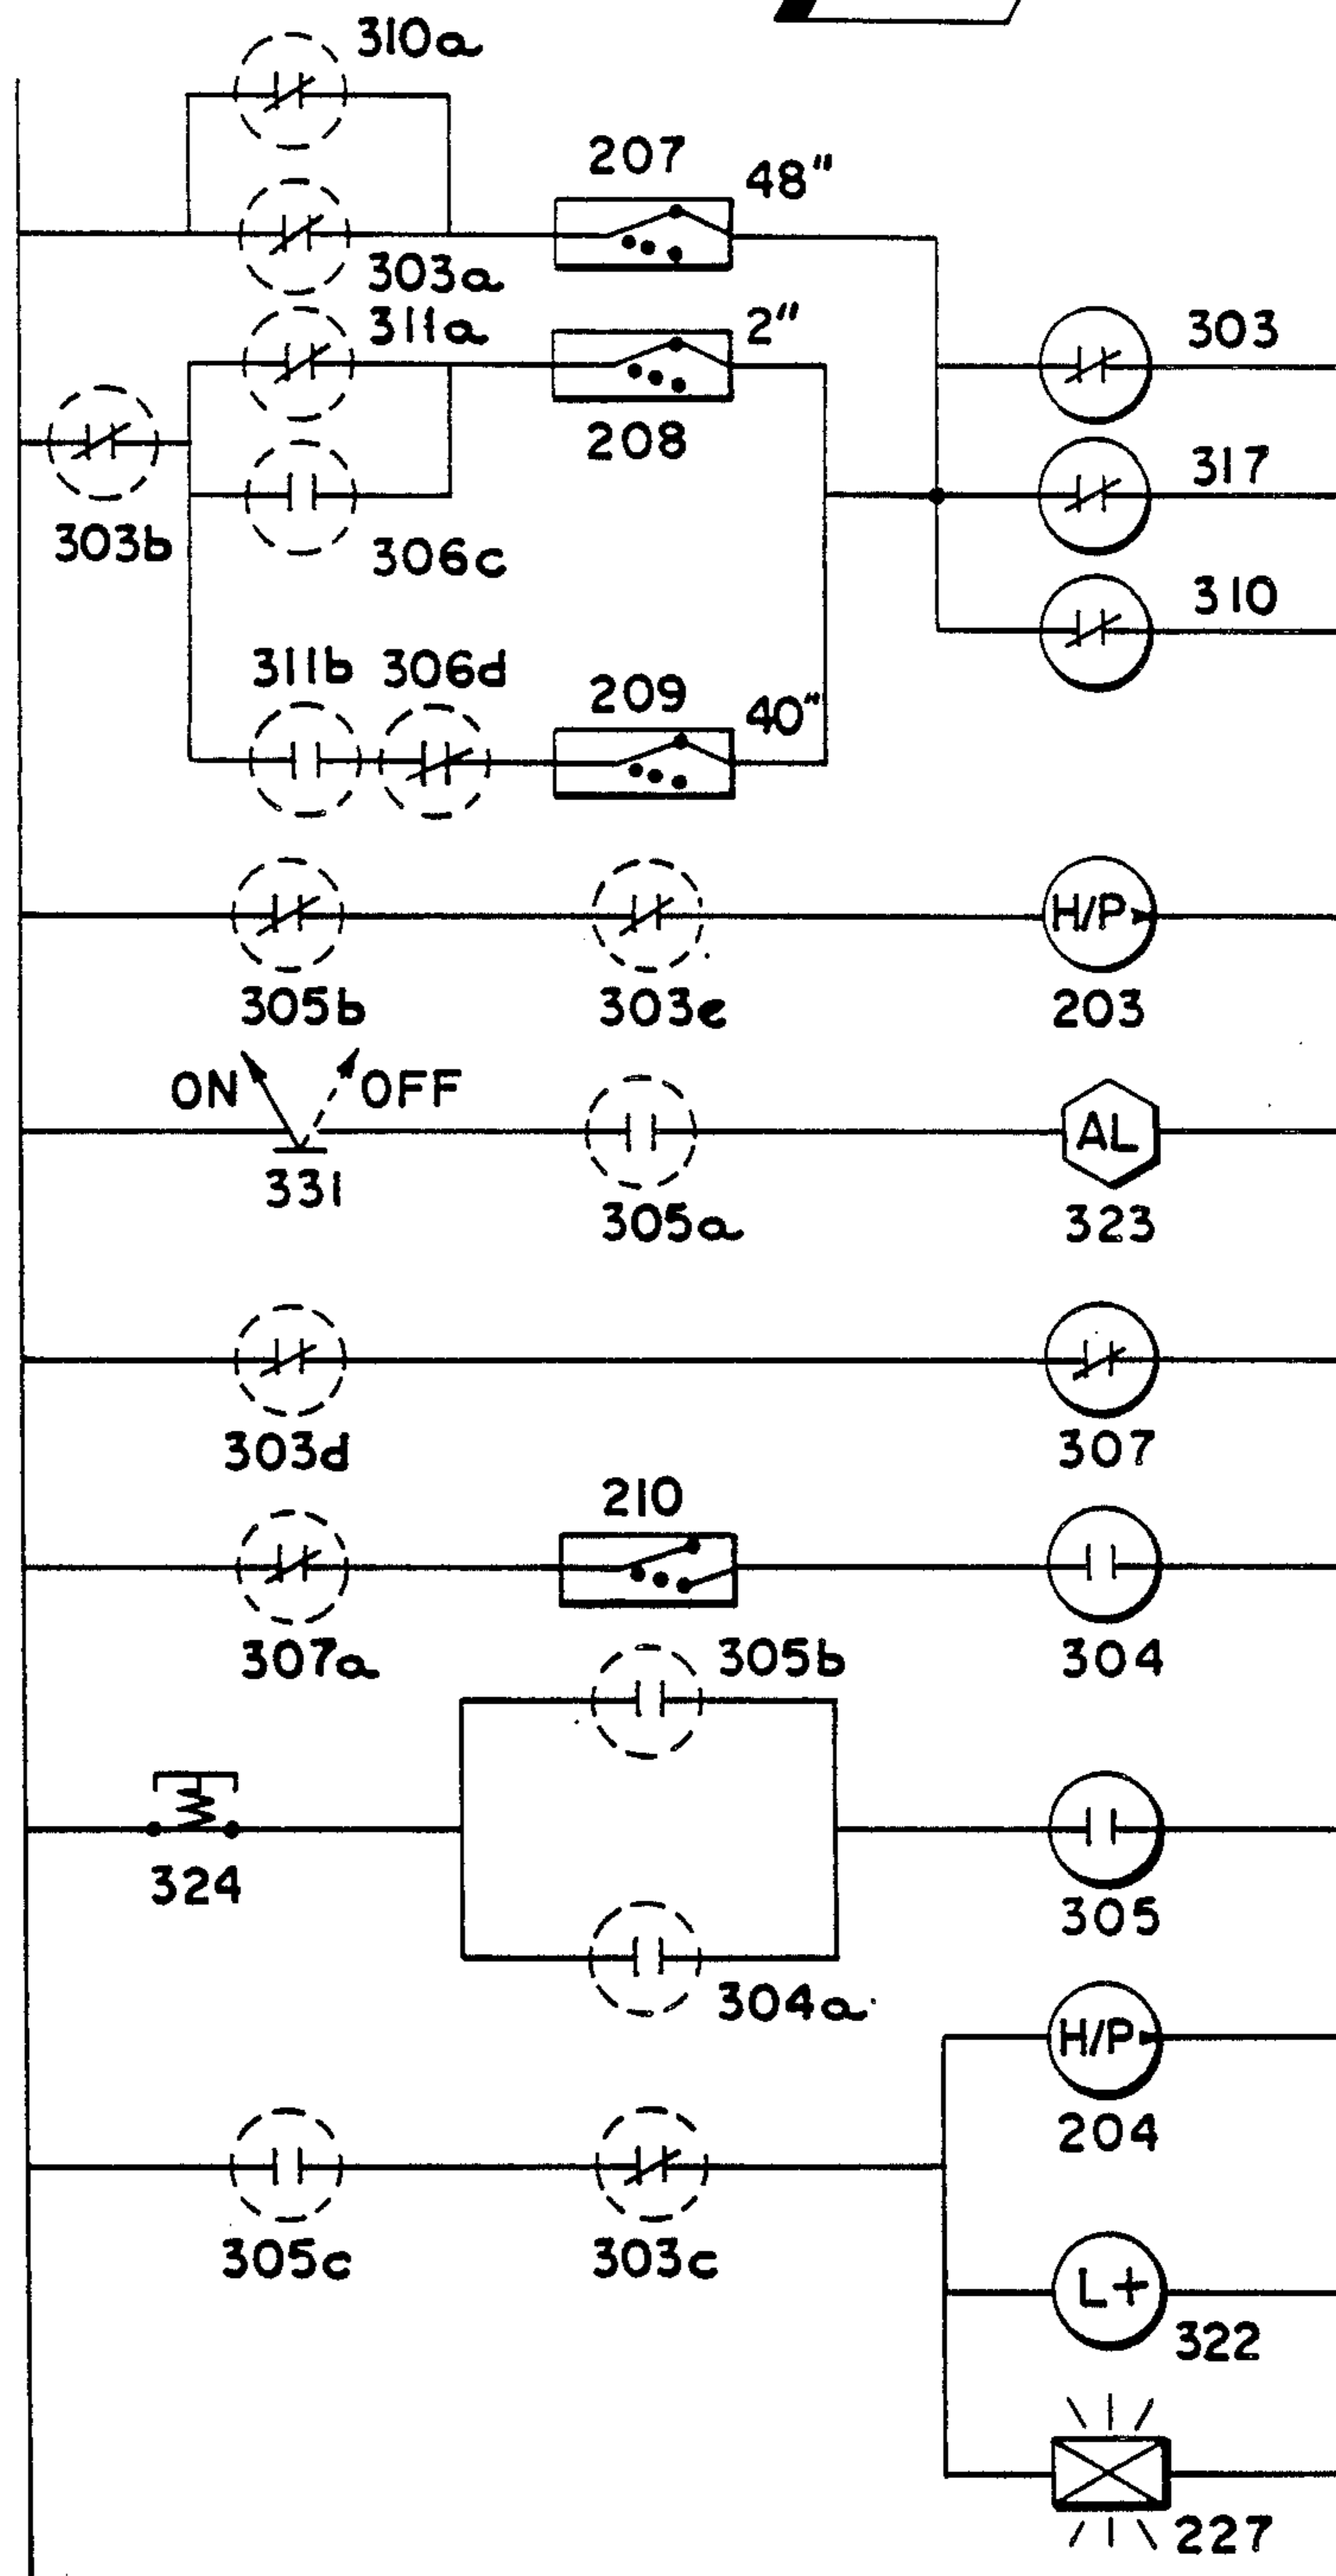 310a
207
48"
303a
311a
2"
303
208
317
303b
306c
310
311b
306d
209
40"
H/P
305b
303e
203
ON
OFF
AL
331
305a
323
303d
307
210
307a
305b
304
324
305
304a
H/P
204
305c
303c
L+
322
227